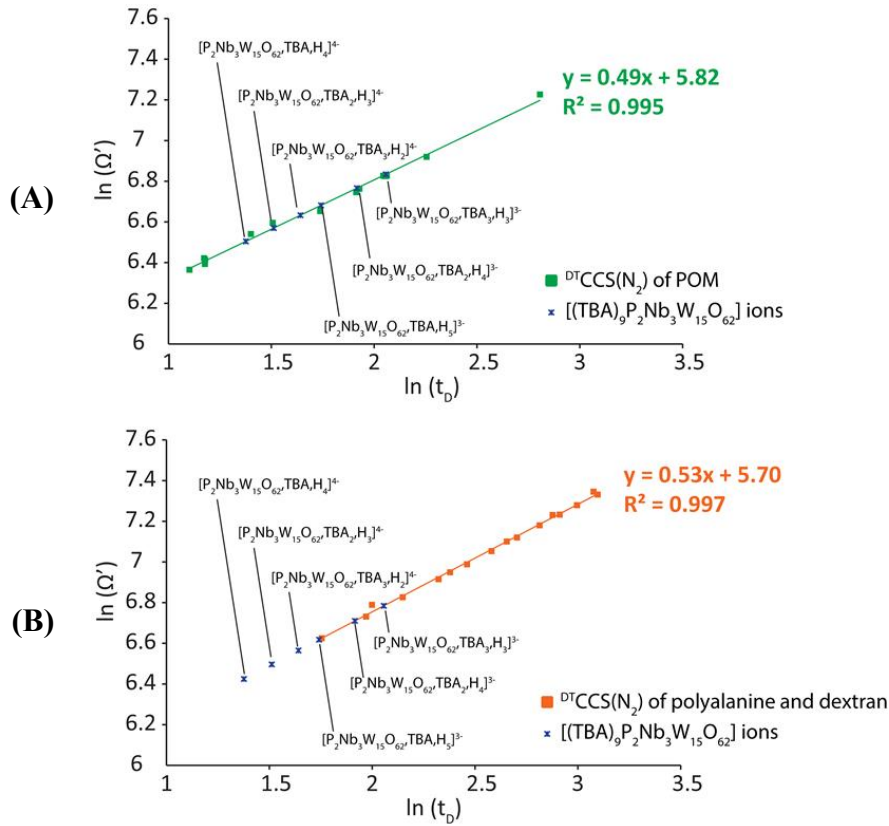 (A)
7.6
7.4
7.2
7
6.8
6.6
6.4
6.2
6
ln (Ω')
[P₂Nb₃W₁₅O₆₂,TBA,H₄]⁴⁻
[P₂Nb₃W₁₅O₆₂,TBA₂,H₃]⁴⁻
[P₂Nb₃W₁₅O₆₂,TBA₃,H₂]⁴⁻
y = 0.49x + 5.82
R² = 0.995
[P₂Nb₃W₁₅O₆₂,TBA₃,H₃]³⁻
[P₂Nb₃W₁₅O₆₂,TBA₂,H₄]³⁻
[P₂Nb₃W₁₅O₆₂,TBA,H₅]³⁻
ᴰᵀCCS(N₂) of POM
[(TBA)₉P₂Nb₃W₁₅O₆₂] ions
1 1.5 2 2.5 3 3.5
ln (t_D)
(B)
7.6
7.4
7.2
7
6.8
6.6
6.4
6.2
6
ln (Ω')
[P₂Nb₃W₁₅O₆₂,TBA,H₄]⁴⁻
[P₂Nb₃W₁₅O₆₂,TBA₂,H₃]⁴⁻
[P₂Nb₃W₁₅O₆₂,TBA₃,H₂]⁴⁻
y = 0.53x + 5.70
R² = 0.997
[P₂Nb₃W₁₅O₆₂,TBA₃,H₃]³⁻
[P₂Nb₃W₁₅O₆₂,TBA₂,H₄]³⁻
[P₂Nb₃W₁₅O₆₂,TBA,H₅]³⁻
ᴰᵀCCS(N₂) of polyalanine and dextran
[(TBA)₉P₂Nb₃W₁₅O₆₂] ions
1 1.5 2 2.5 3 3.5
ln (t_D)